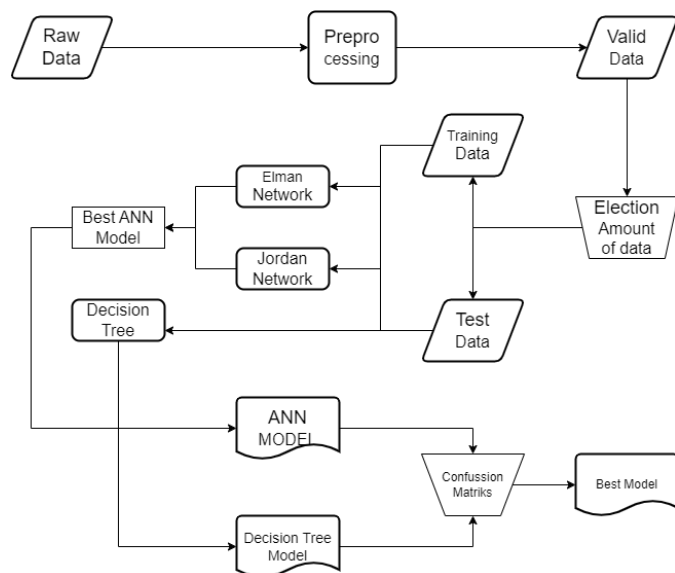 Raw
Data
Prepro
cessing
Valid
Data
Training
Data
Elman
Network
Election
Amount
of data
Best ANN
Model
Jordan
Network
Decision
Tree
Test
Data
ANN
MODEL
Confussion
Matriks
Best Model
Decision Tree
Model